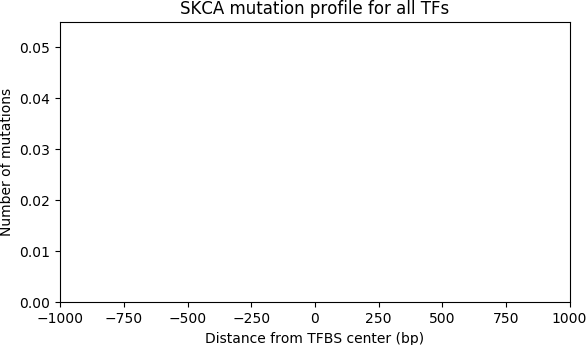 SKCA mutation profile for all TFs
Number of mutations
0.05
0.04
0.03
0.02
0.01
0.00
−1000 −750 −500 −250 0 250 500 750 1000
Distance from TFBS center (bp)